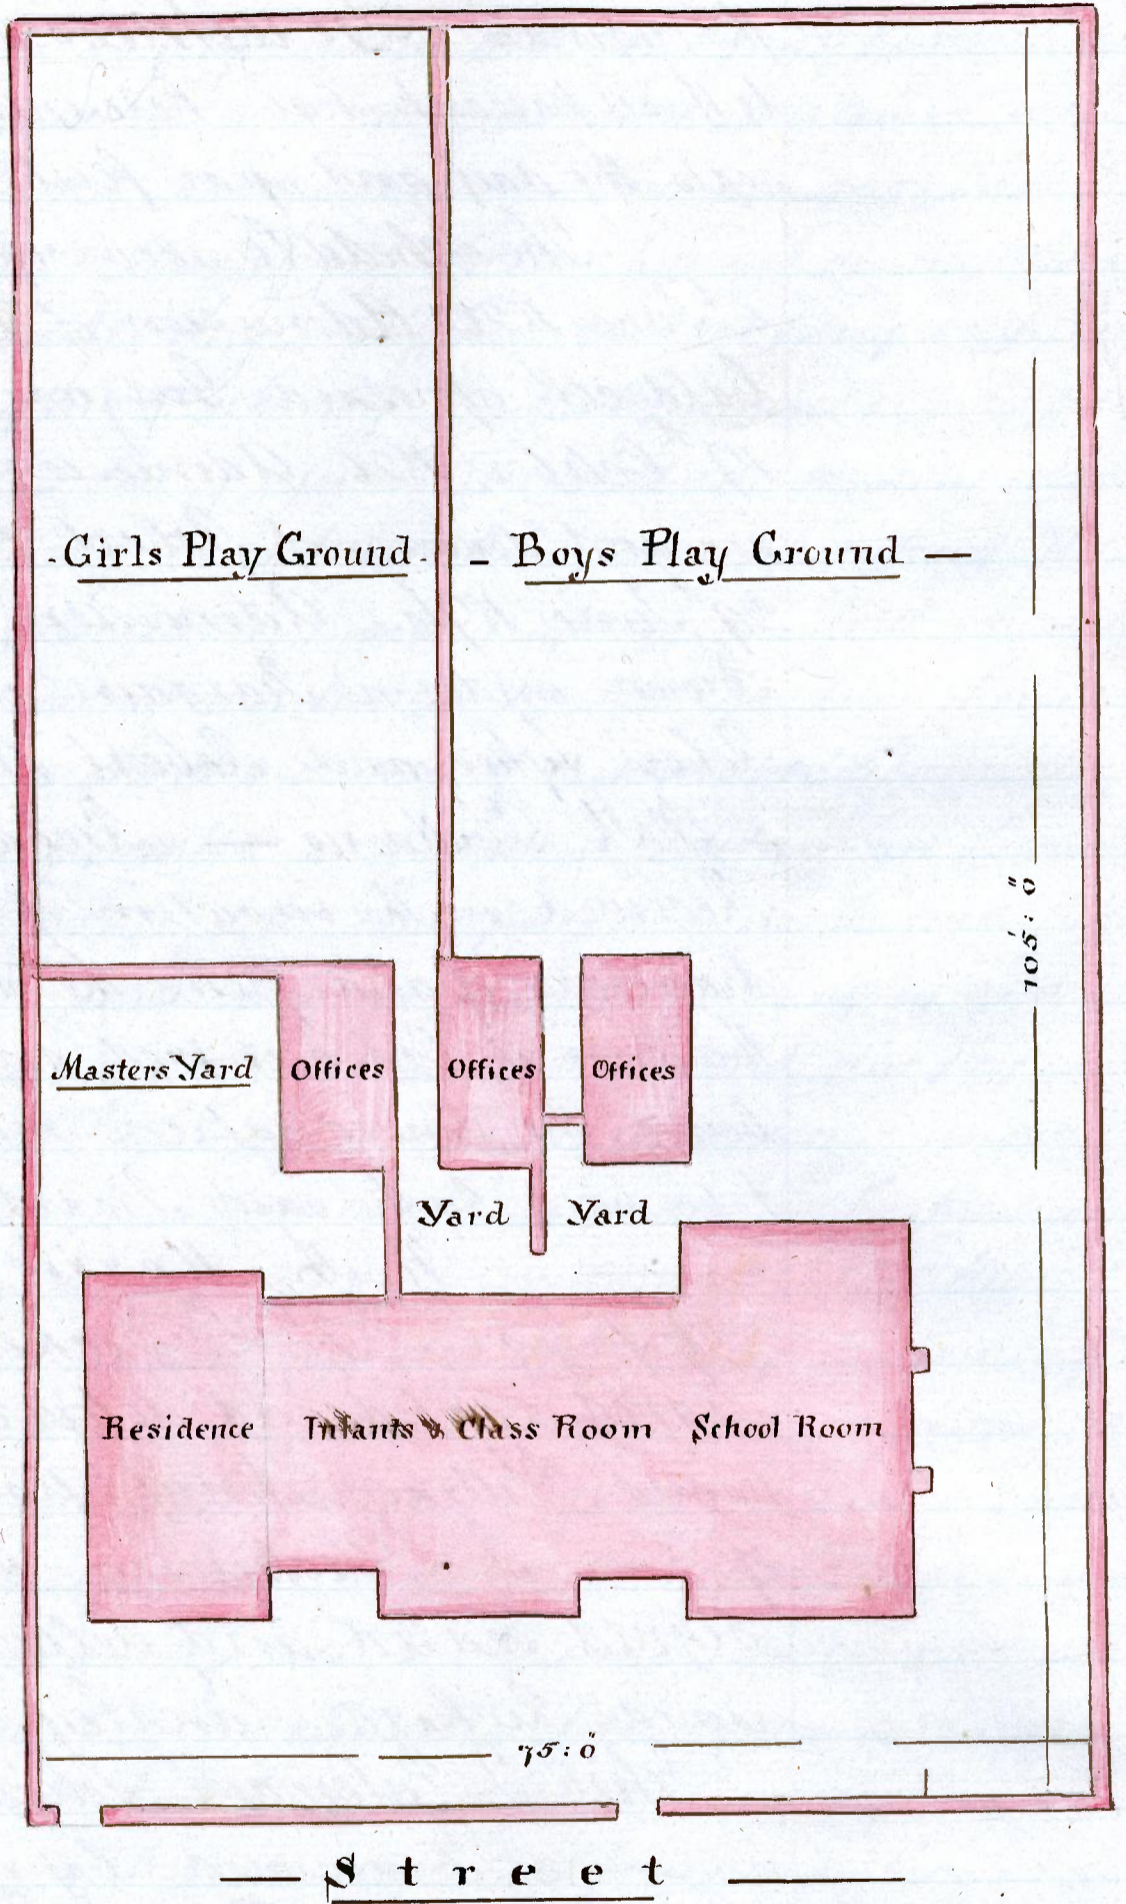 - Girls Play Ground -
- Boys Play Ground —
105': 0"
Masters Yard
Offices
Offices
Offices
Yard
Yard
Residence
Infants & Class Room
School Room
75: 0"
Street